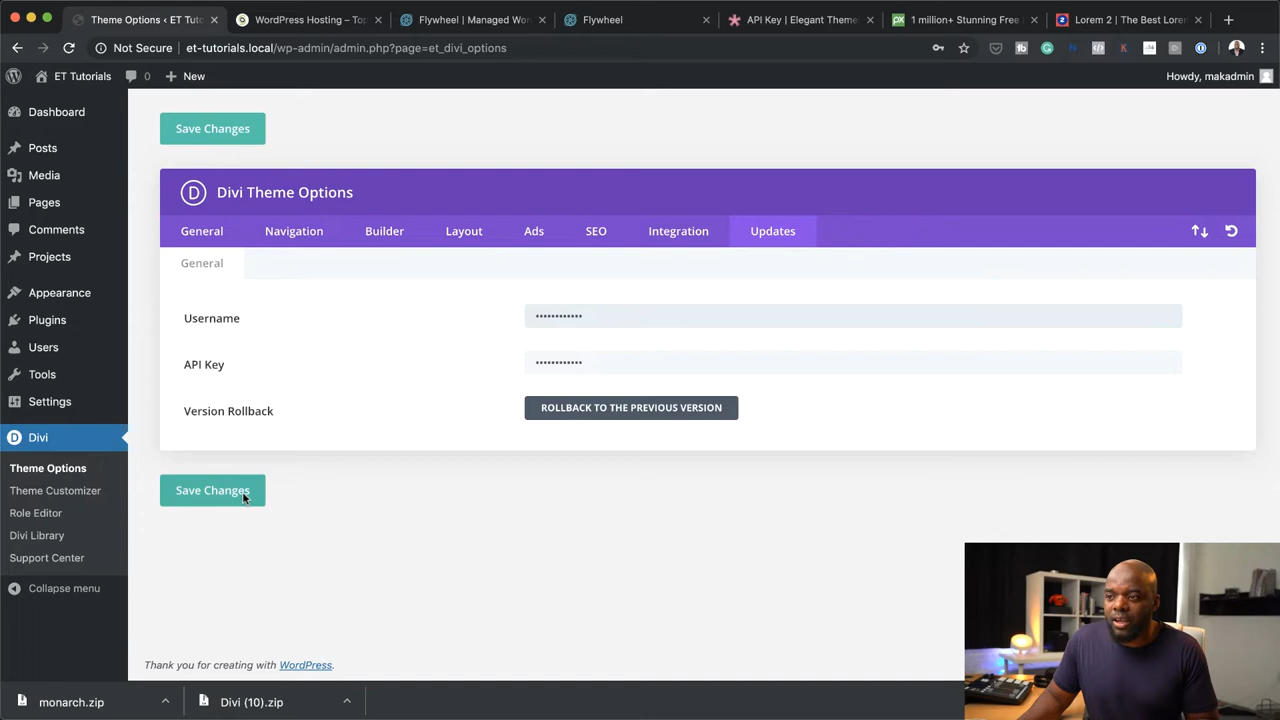 Theme Options ‹ ET Tutorials
WordPress Hosting – Top
Flywheel | Managed Wor
Flywheel
API Key | Elegant Theme
1 million+ Stunning Free
Lorem 2 | The Best Lorem
Not Secure
et-tutorials.local/wp-admin/admin.php?page=et_divi_options
ET Tutorials
0
New
Howdy, makadmin
Dashboard
Posts
Media
Pages
Comments
Projects
Appearance
Plugins
Users
Tools
Settings
Divi
Theme Options
Theme Customizer
Role Editor
Divi Library
Support Center
Collapse menu
Save Changes
D
Divi Theme Options
General
Navigation
Builder
Layout
Ads
SEO
Integration
Updates
General
Username
••••••••••••
API Key
••••••••••••
Version Rollback
ROLLBACK TO THE PREVIOUS VERSION
Save Changes
Thank you for creating with WordPress.
monarch.zip
Divi (10).zip